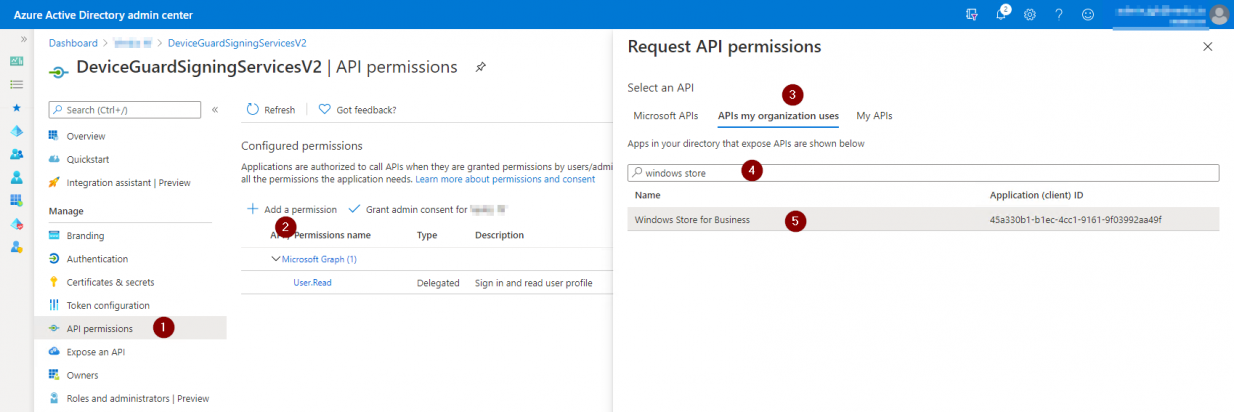 Azure Active Directory admin center
2
»
Dashboard > > DeviceGuardSigningServicesV2
DeviceGuardSigningServicesV2 | API permissions
Search (Ctrl+/)
«
Overview
Quickstart
Integration assistant | Preview
Manage
Branding
Authentication
Certificates & secrets
Token configuration
API permissions
1
Expose an API
Owners
Roles and administrators | Preview
Refresh
Got feedback?
Configured permissions
Applications are authorized to call APIs when they are granted permissions by users/admi
all the permissions the application needs. Learn more about permissions and consent
Add a permission
Grant admin consent for
2
Permissions name Type Description
Microsoft Graph (1)
User.Read Delegated Sign in and read user profile
Request API permissions
Select an API
3
Microsoft APIs APIs my organization uses My APIs
Apps in your directory that expose APIs are shown below
windows store
4
Name Application (client) ID
Windows Store for Business 45a330b1-b1ec-4cc1-9161-9f03992aa49f
5